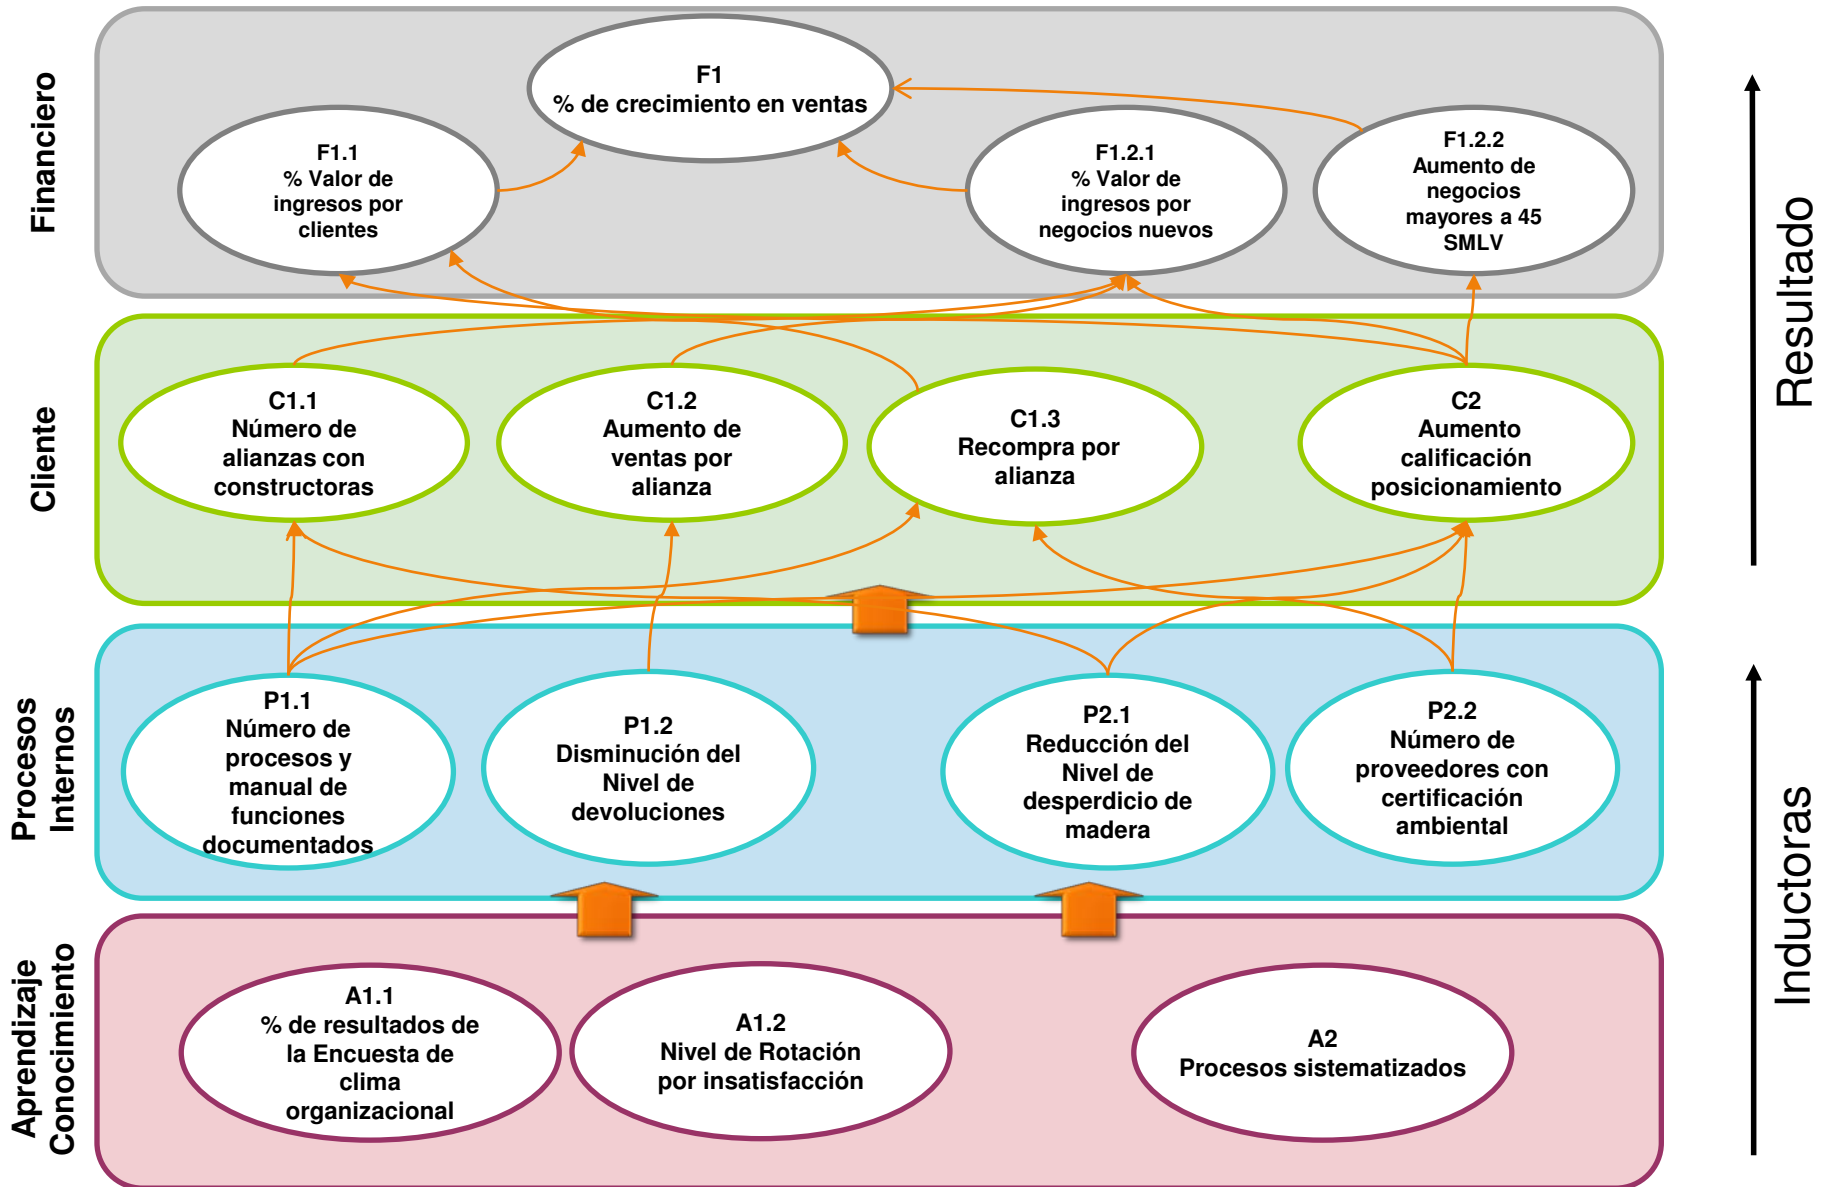 Financiero
F1
% de crecimiento en ventas
F1.1
% Valor de
ingresos por
clientes
F1.2.1
% Valor de
ingresos por
negocios nuevos
F1.2.2
Aumento de
negocios
mayores a 45
SMLV
Resultado
Cliente
C1.1
Número de
alianzas con
constructoras
C1.2
Aumento de
ventas por
alianza
C1.3
Recompra por
alianza
C2
Aumento
calificación
posicionamiento
Procesos
Internos
P1.1
Número de
procesos y
manual de
funciones
documentados
P1.2
Disminución del
Nivel de
devoluciones
P2.1
Reducción del
Nivel de
desperdicio de
madera
P2.2
Número de
proveedores con
certificación
ambiental
Inductoras
Aprendizaje
Conocimiento
A1.1
% de resultados de
la Encuesta de
clima
organizacional
A1.2
Nivel de Rotación
por insatisfacción
A2
Procesos sistematizados